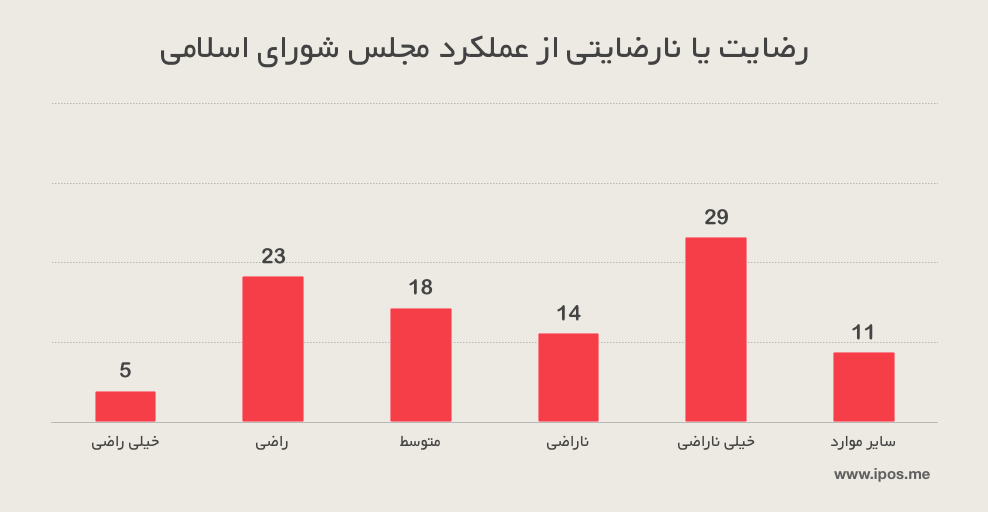 رضایت یا نارضایتی از عملکرد مجلس شورای اسلامی
5
23
18
14
29
11
خیلی راضی
راضی
متوسط
ناراضی
خیلی ناراضی
سایر موارد
www.ipos.me